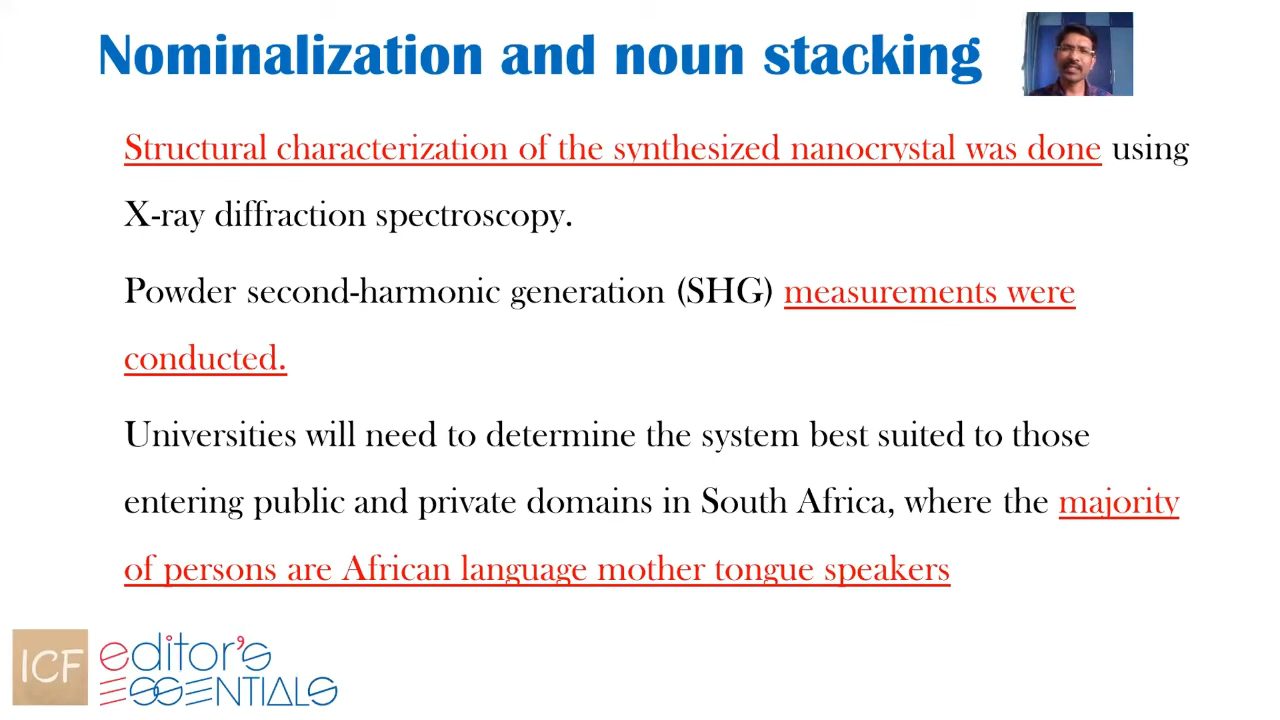 Nominalization and noun stacking
Structural characterization of the synthesized nanocrystal was done using
X-ray diffraction spectroscopy.
Powder second-harmonic generation (SHG) measurements were
conducted.
Universities will need to determine the system best suited to those
entering public and private domains in South Africa, where the majority
of persons are African language mother tongue speakers
ICF
editor's
ESSENTIALS